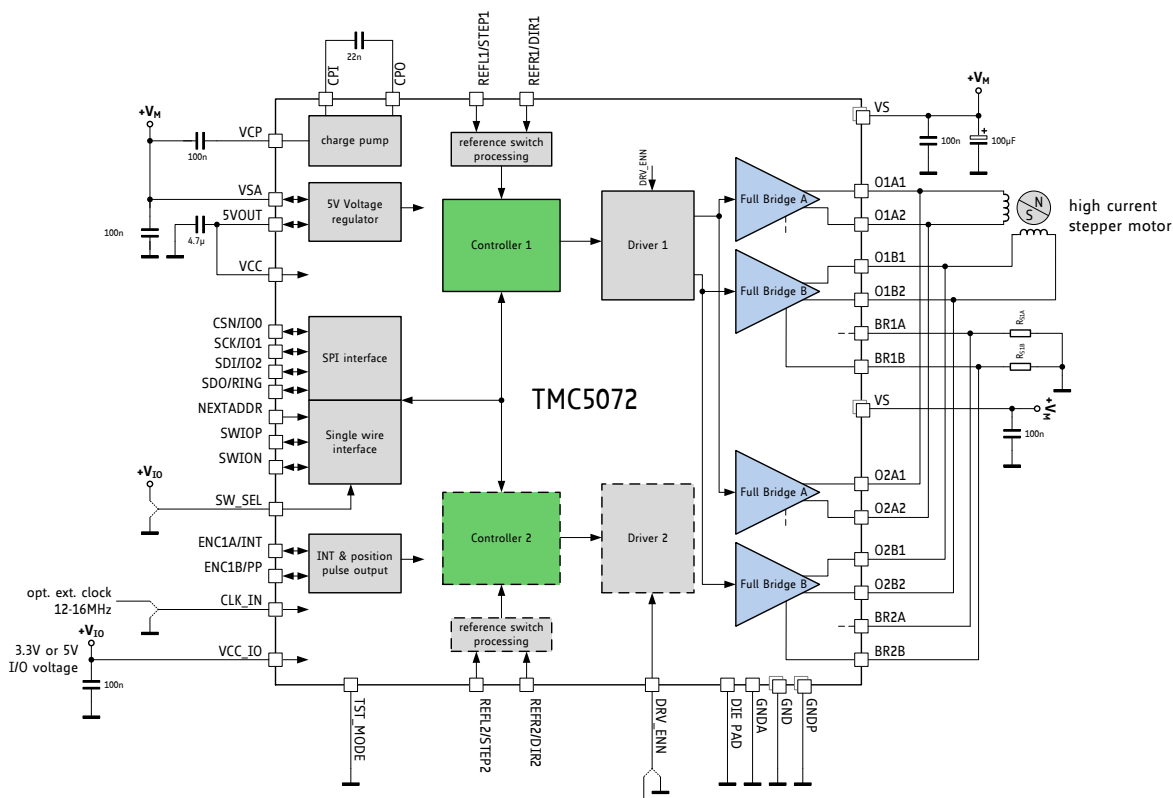 22n
CPI
CPO
REFL1/STEP1
REFR1/DIR1
+VM
VCP
100n
charge pump
reference switch
processing
DRV_ENN
VS
+VM
100n
+
100µF
VSA
5VOUT
5V Voltage
regulator
100n
4.7µ
VCC
Controller 1
Driver 1
Full Bridge A
O1A1
O1A2
N
S
high current
stepper motor
Full Bridge B
O1B1
O1B2
BR1A
RS1A
BR1B
RS1B
CSN/IO0
SCK/IO1
SDI/IO2
SDO/RING
SPI interface
NEXTADDR
SWIOP
SWION
Single wire
interface
TMC5072
VS
+VM
100n
+VIO
SW_SEL
Full Bridge A
O2A1
O2A2
Controller 2
Driver 2
ENC1A/INT
ENC1B/PP
INT & position
pulse output
Full Bridge B
O2B1
O2B2
opt. ext. clock
12-16MHz
CLK_IN
reference switch
processing
BR2A
BR2B
+VIO
3.3V or 5V
I/O voltage
VCC_IO
100n
TST_MODE
REFL2/STEP2
REFR2/DIR2
DRV_ENN
DIE PAD
GNDA
GND
GNDP